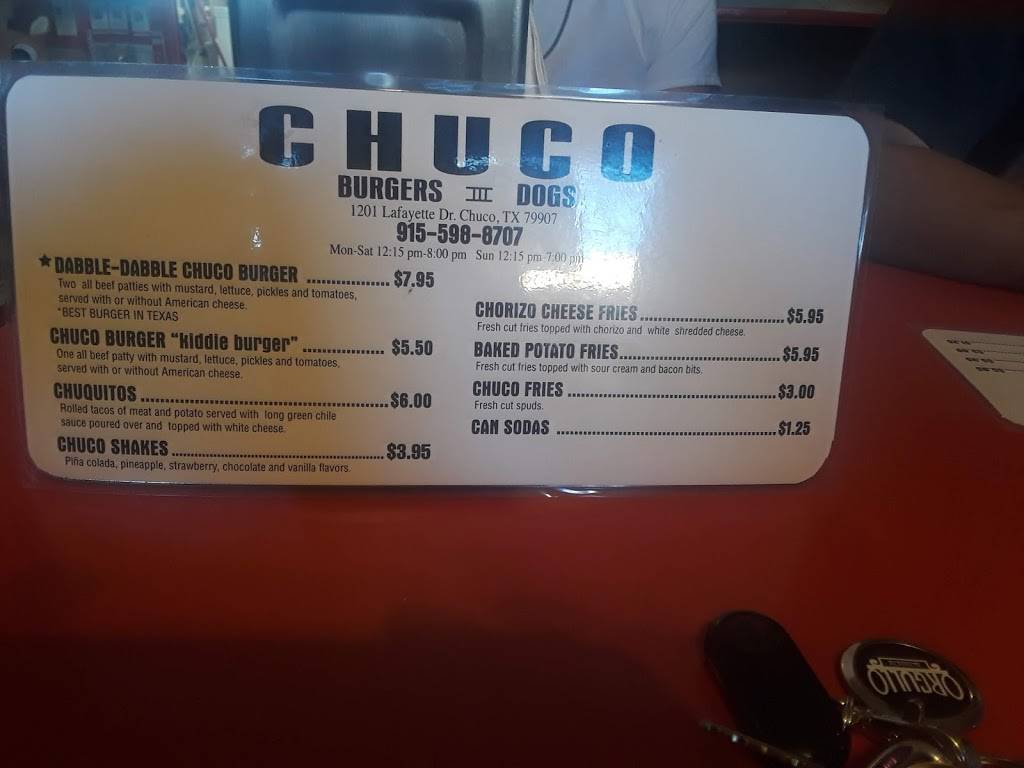 CHUCO
BURGERS III DOGS
1201 Lafayette Dr. Chuco, TX 79907
915-598-8707
Mon-Sat 12:15 pm-8:00 pm Sun 12:15 pm-7:00 pm
★ DABBLE-DABBLE CHUCO BURGER .................. $7.95
Two all beef patties with mustard, lettuce, pickles and tomatoes,
served with or without American cheese.
*BEST BURGER IN TEXAS
CHUCO BURGER "kiddie burger" ................. $5.50
One all beef patty with mustard, lettuce, pickles and tomatoes,
served with or without American cheese.
CHUQUITOS ..................................................... $6.00
Rolled tacos of meat and potato served with long green chile
sauce poured over and topped with white cheese.
CHUCO SHAKES .............................................. $3.95
Piña colada, pineapple, strawberry, chocolate and vanilla flavors.
CHORIZO CHEESE FRIES ................................ $5.95
Fresh cut fries topped with chorizo and white shredded cheese.
BAKED POTATO FRIES .................................... $5.95
Fresh cut fries topped with sour cream and bacon bits.
CHUCO FRIES ................................................. $3.00
Fresh cut spuds.
CAN SODAS .................................................... $1.25
ORGULLO